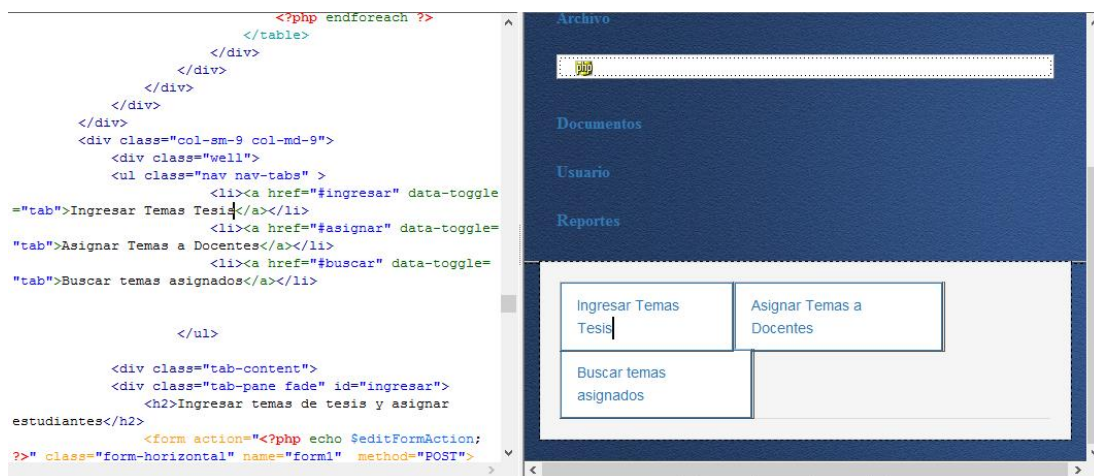 <?php endforeach ?>
</table>
</div>
</div>
</div>
</div>
</div>
<div class="col-sm-9 col-md-9">
<div class="well">
<ul class="nav nav-tabs" >
<li><a href="#ingresar" data-toggle
="tab">Ingresar Temas Tesis</a></li>
<li><a href="#asignar" data-toggle=
"tab">Asignar Temas a Docentes</a></li>
<li><a href="#buscar" data-toggle=
"tab">Buscar temas asignados</a></li>
</ul>
<div class="tab-content">
<div class="tab-pane fade" id="ingresar">
<h2>Ingresar temas de tesis y asignar
estudiantes</h2>
<form action="<?php echo $editFormAction;
?>" class="form-horizontal" name="form1" method="POST">
Archivo
php
Documentos
Usuario
Reportes
Ingresar Temas
Tesis
Asignar Temas a
Docentes
Buscar temas
asignados